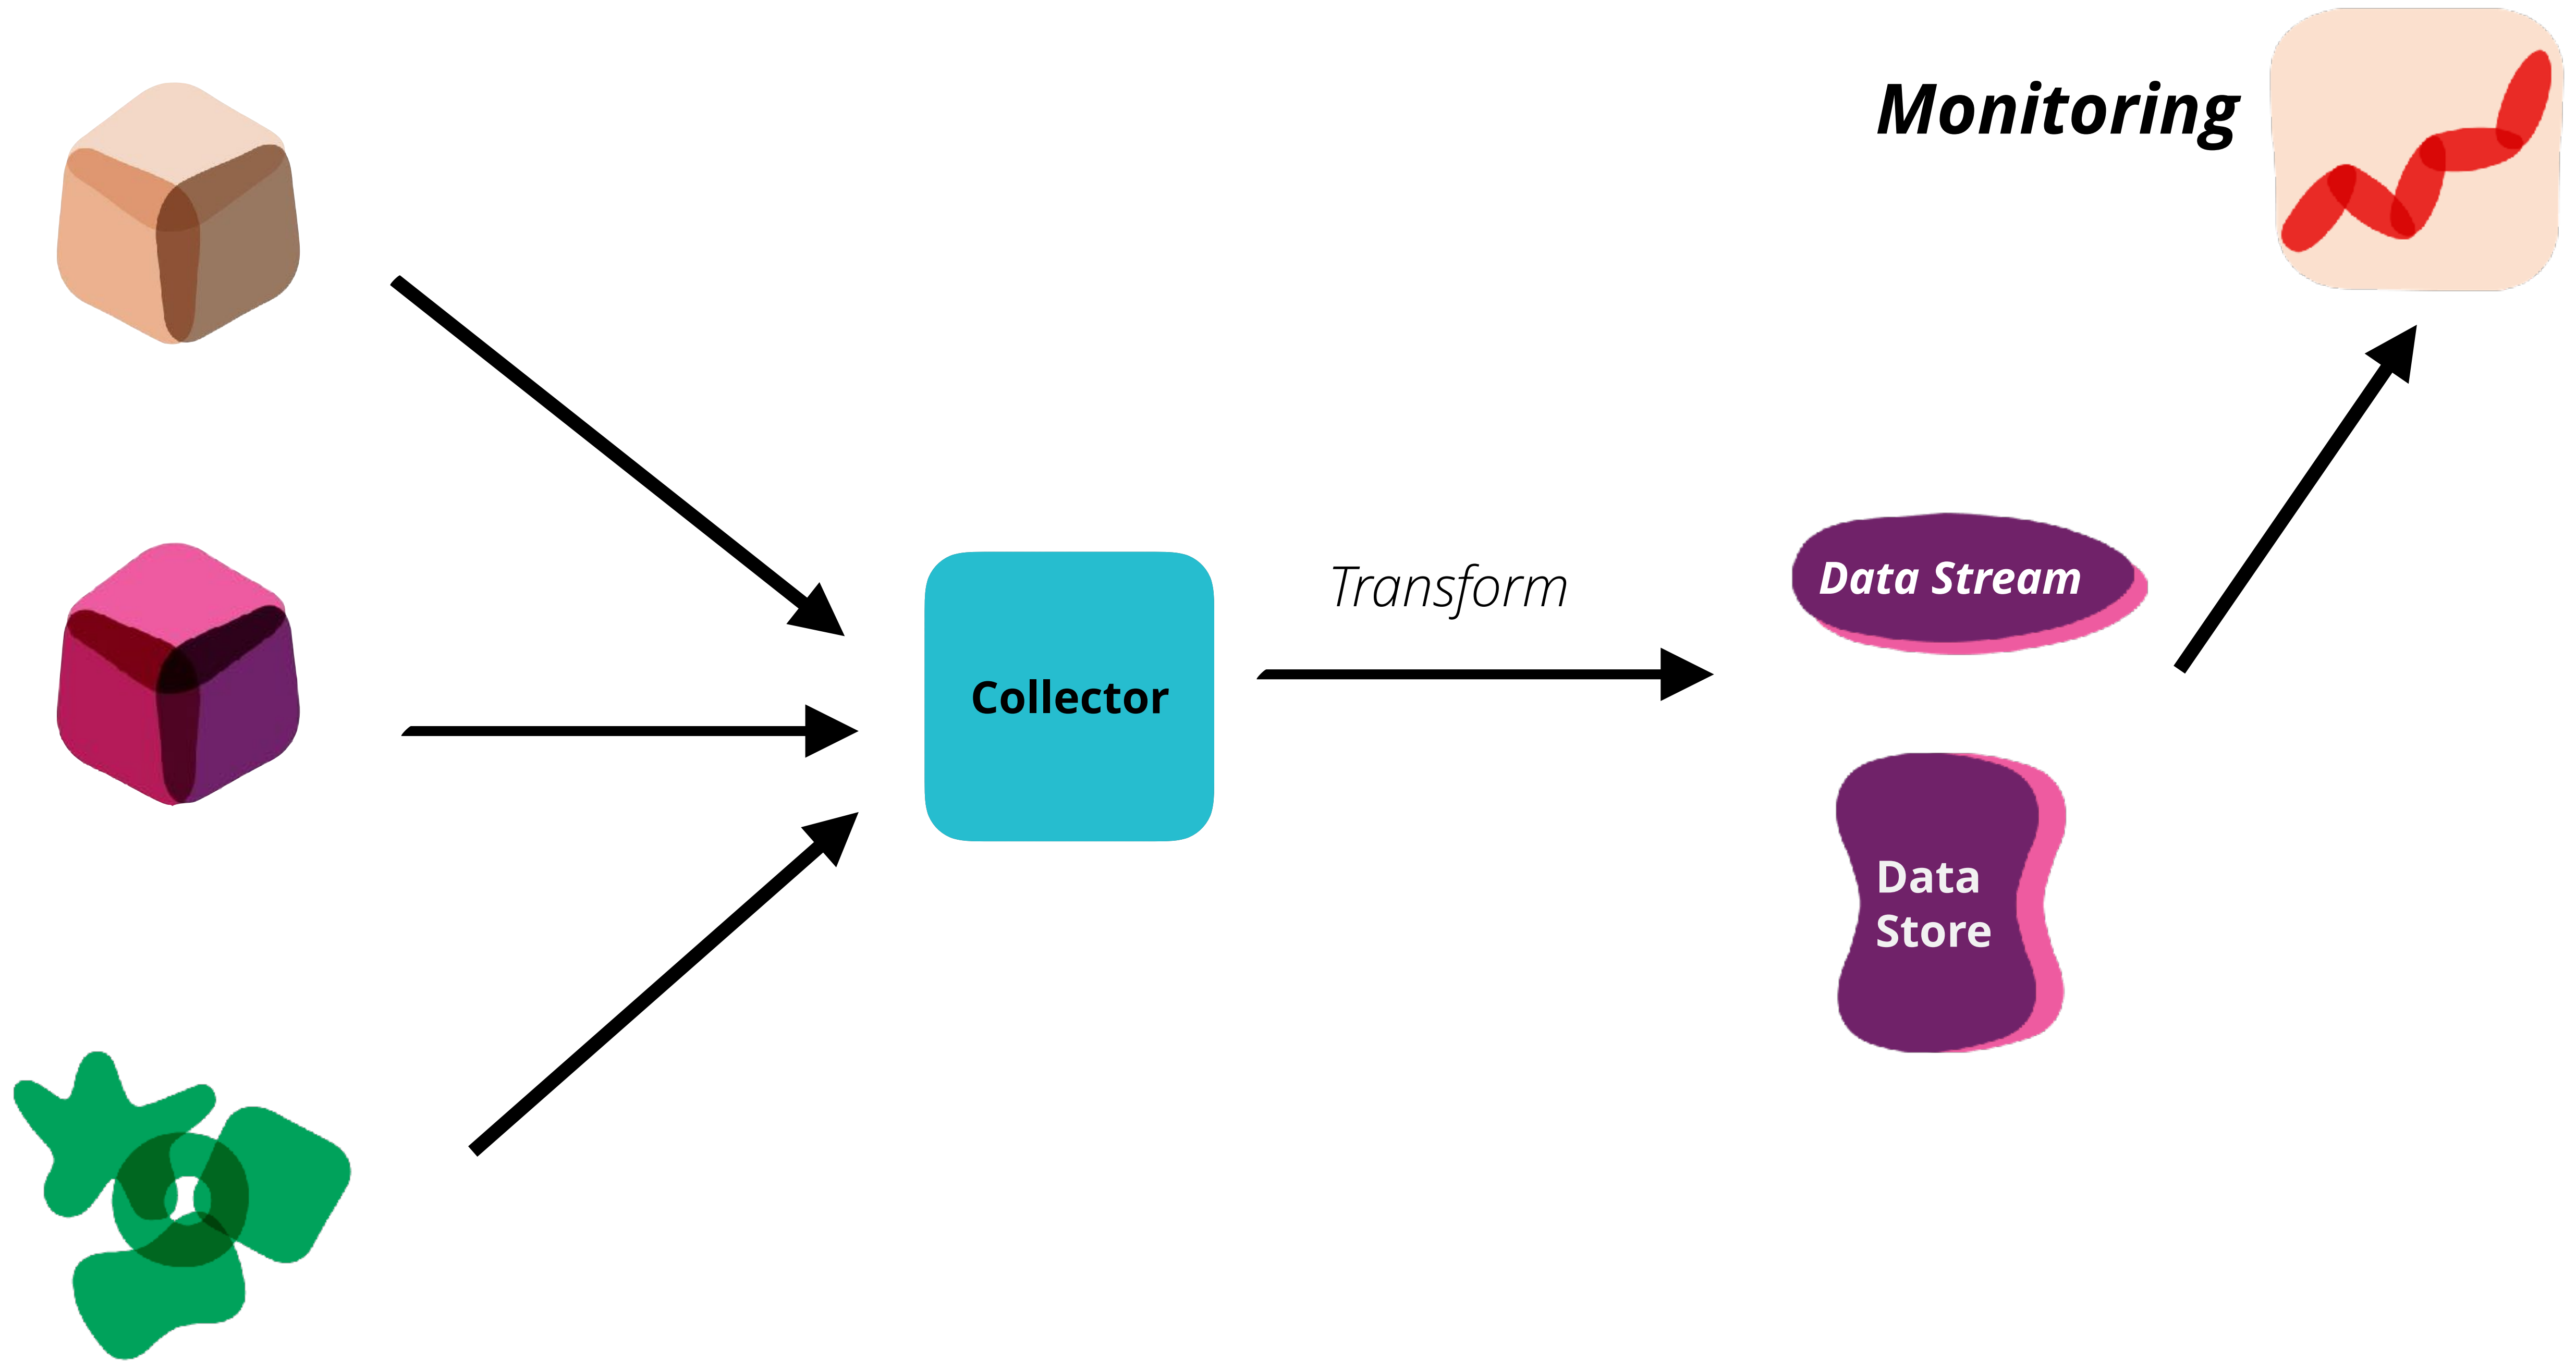 Monitoring
Transform
Data Stream
Collector
Data
Store